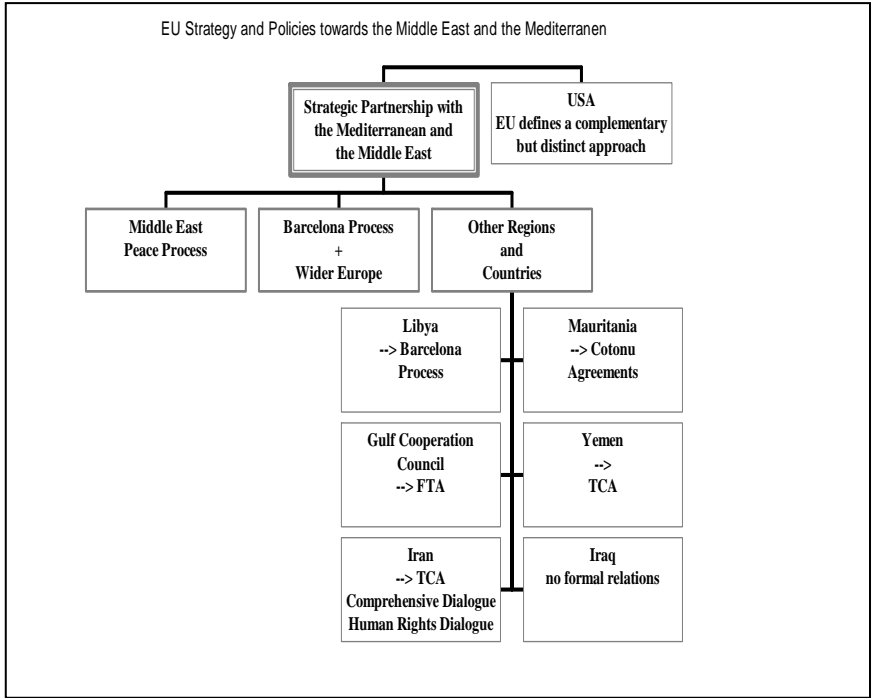 EU Strategy and Policies towards the Middle East and the Mediterranen
Strategic Partnership with
the Mediterranean and
the Middle East
USA
EU defines a complementary
but distinct approach
Middle East
Peace Process
Barcelona Process
+
Wider Europe
Other Regions
and
Countries
Libya
--> Barcelona
Process
Mauritania
--> Cotonu
Agreements
Gulf Cooperation
Council
--> FTA
Yemen
-->
TCA
Iran
--> TCA
Comprehensive Dialogue
Human Rights Dialogue
Iraq
no formal relations